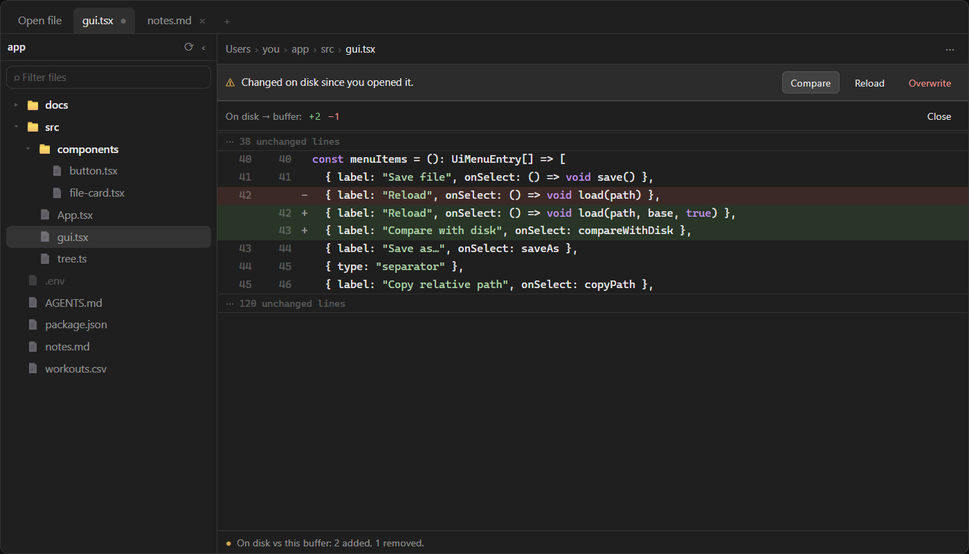 Open file
gui.tsx
notes.md ×
+
app
Filter files
docs
src
components
button.tsx
file-card.tsx
App.tsx
gui.tsx
tree.ts
.env
AGENTS.md
package.json
notes.md
workouts.csv
Users › you › app › src › gui.tsx
...
Changed on disk since you opened it.
Compare
Reload
Overwrite
On disk → buffer: +2 −1
Close
··· 38 unchanged lines
40 40 const menuItems = (): UiMenuEntry[] => [
41 41 { label: "Save file", onSelect: () => void save() },
42 − { label: "Reload", onSelect: () => void load(path) },
42 + { label: "Reload", onSelect: () => void load(path, base, true) },
43 + { label: "Compare with disk", onSelect: compareWithDisk },
43 44 { label: "Save as…", onSelect: saveAs },
44 45 { type: "separator" },
45 46 { label: "Copy relative path", onSelect: copyPath },
··· 120 unchanged lines
On disk vs this buffer: 2 added, 1 removed.